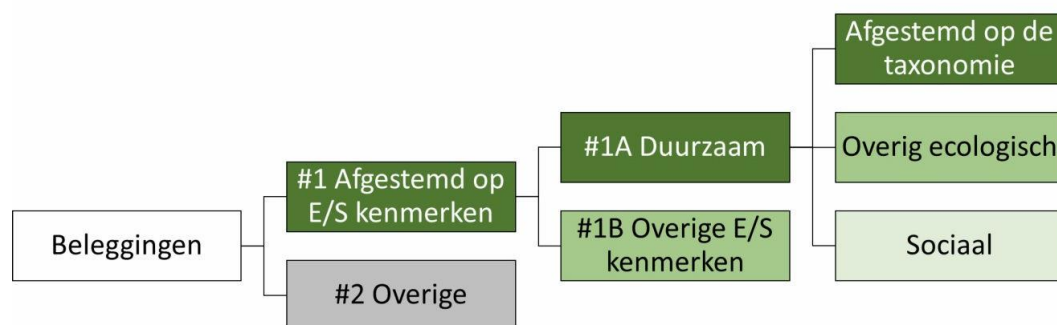 Beleggingen
#1 Afgestemd op
E/S kenmerken
#2 Overige
#1A Duurzaam
#1B Overige E/S
kenmerken
Afgestemd op de
taxonomie
Overig ecologisch
Sociaal